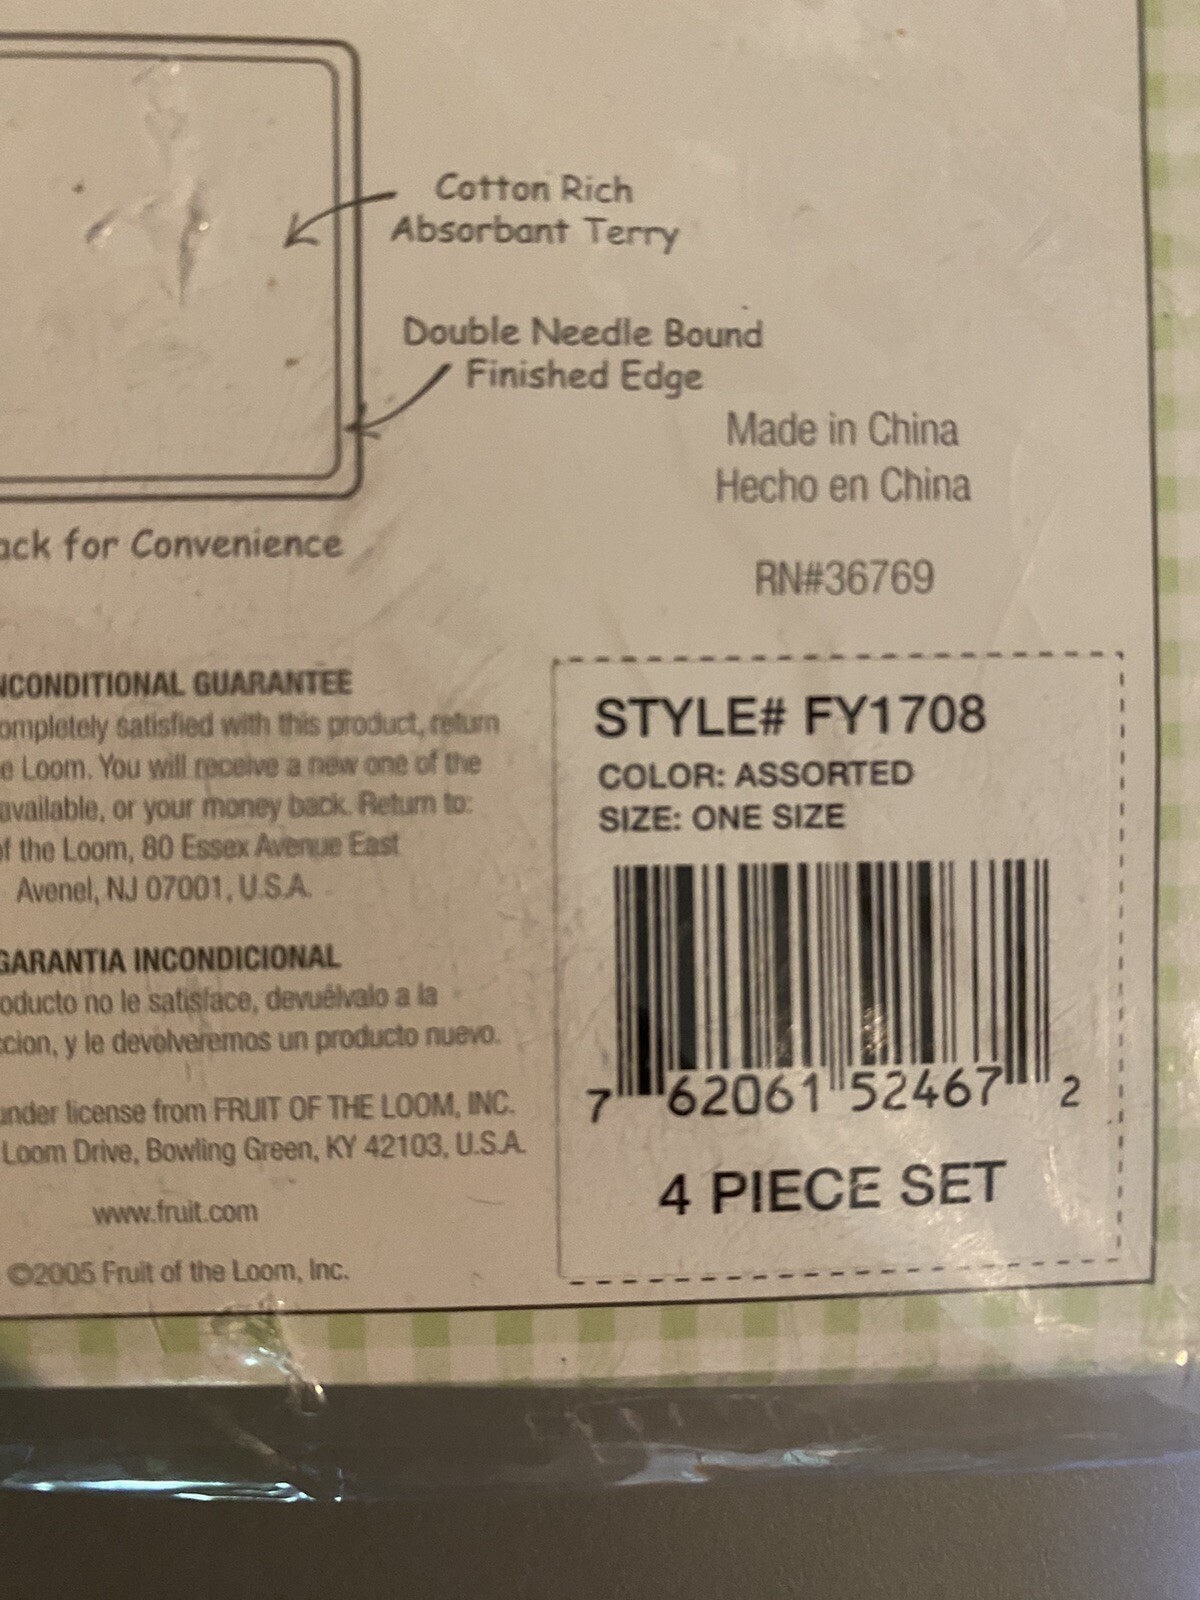 Cotton Rich
Absorbant Terry
Double Needle Bound
Finished Edge
Made in China
Hecho en China
ack for Convenience
RN#36769
NCONDITIONAL GUARANTEE
ompletely satisfied with this product, return
e Loom. You will receive a new one of the
available, or your money back. Return to:
of the Loom, 80 Essex Avenue East
Avenel, NJ 07001, U.S.A.
GARANTIA INCONDICIONAL
oducto no le satisface, devuélvalo a la
ccion, y le devolveremos un producto nuevo.
under license from FRUIT OF THE LOOM, INC.
Loom Drive, Bowling Green, KY 42103, U.S.A.
www.fruit.com
©2005 Fruit of the Loom, Inc.
STYLE# FY1708
COLOR: ASSORTED
SIZE: ONE SIZE
7 62061 52467 2
4 PIECE SET